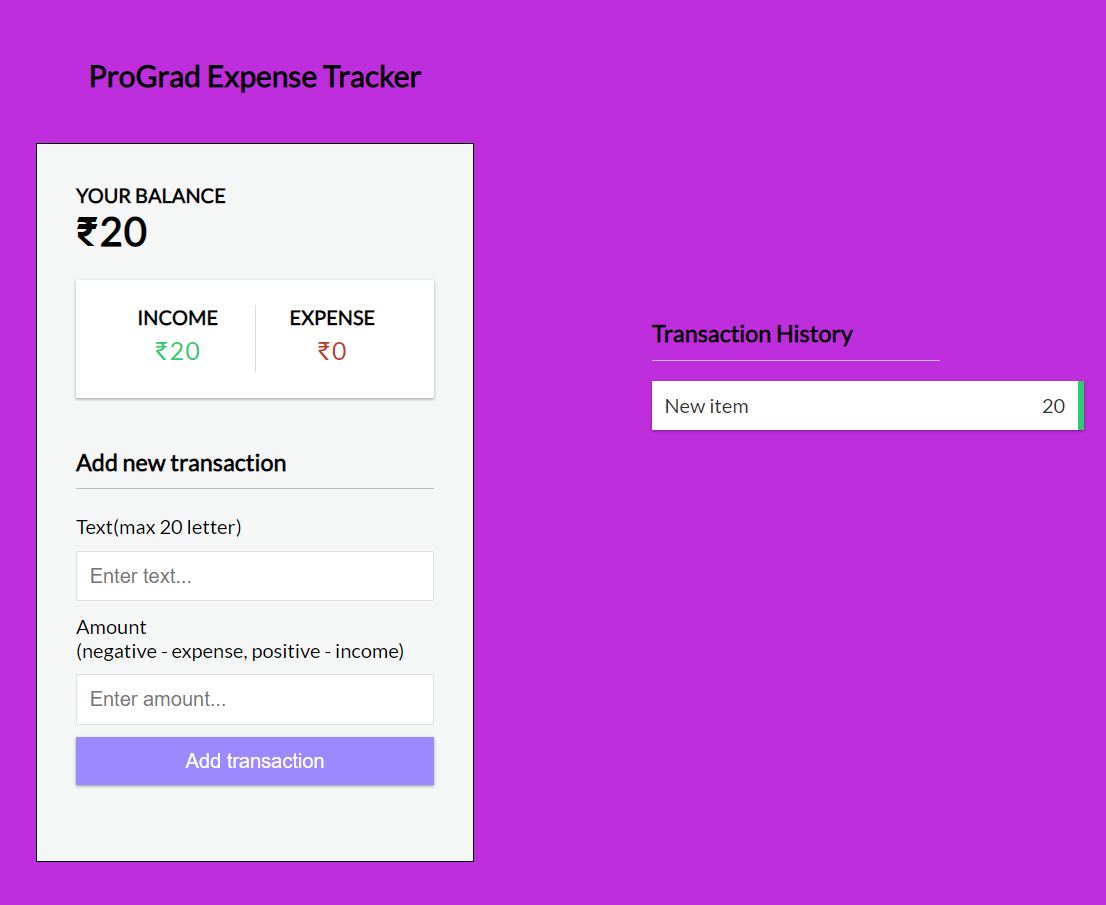 ProGrad Expense Tracker
YOUR BALANCE
₹20
INCOME
₹20
EXPENSE
₹0
Add new transaction
Text(max 20 letter)
Enter text...
Amount
(negative - expense, positive - income)
Enter amount...
Add transaction
Transaction History
New item 20